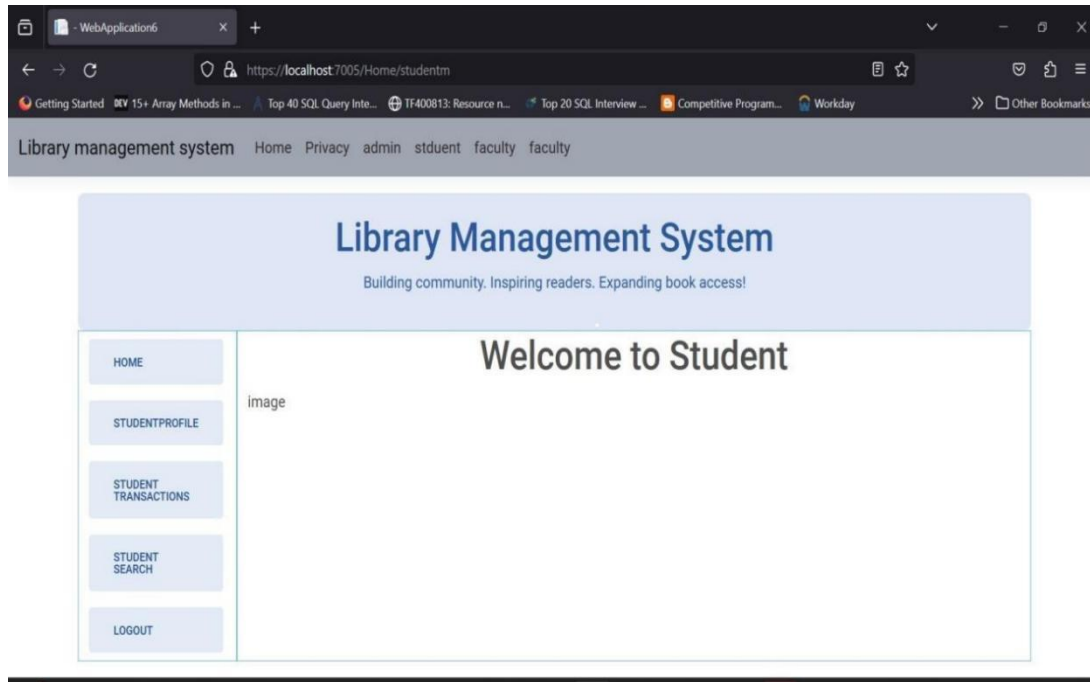 - WebApplication6
https://localhost:7005/Home/studentm
Getting Started DEV 15+ Array Methods in ... Top 40 SQL Query Inte... TF400813: Resource n... Top 20 SQL Interview ... Competitive Program... Workday Other Bookmarks
Library management system Home Privacy admin stduent faculty faculty
Library Management System
Building community. Inspiring readers. Expanding book access!
HOME
STUDENTPROFILE
STUDENT
TRANSACTIONS
STUDENT
SEARCH
LOGOUT
Welcome to Student
image